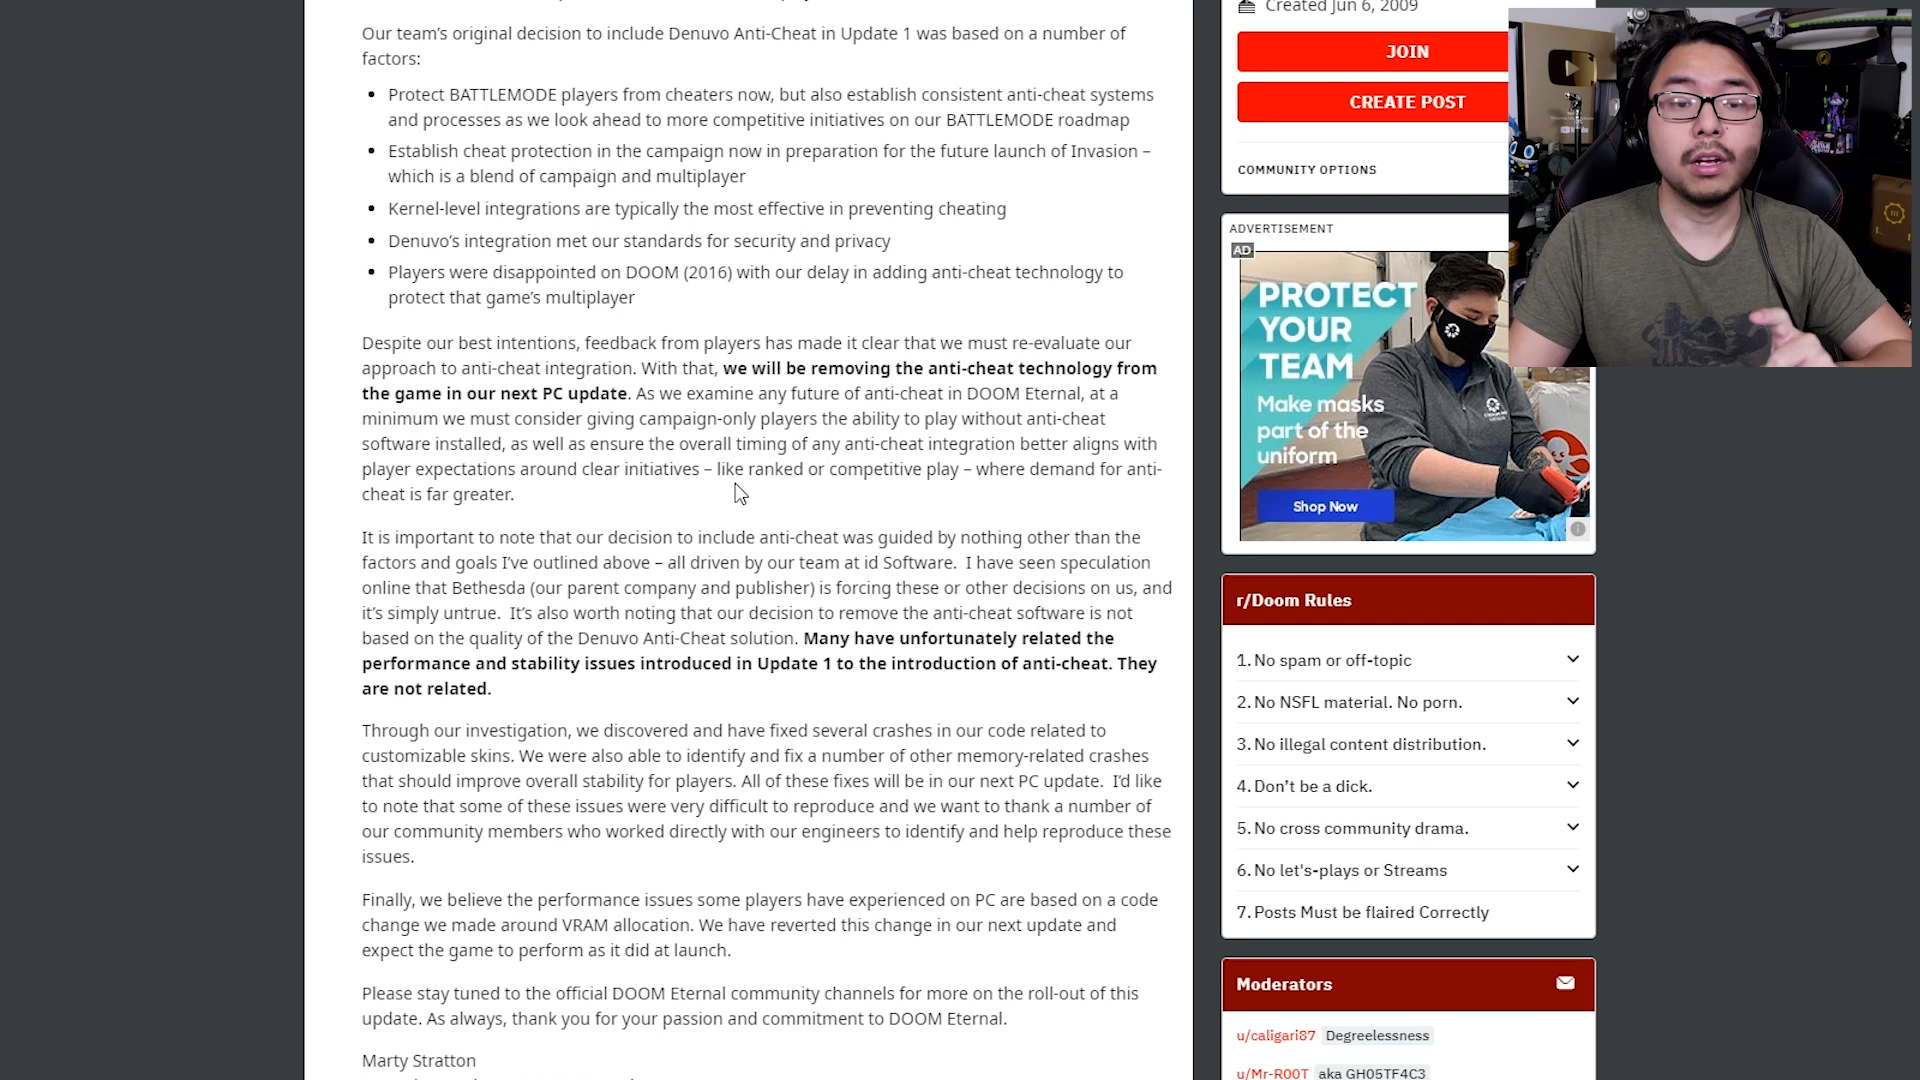 Our team's original decision to include Denuvo Anti-Cheat in Update 1 was based on a number of
factors:
• Protect BATTLEMODE players from cheaters now, but also establish consistent anti-cheat systems
and processes as we look ahead to more competitive initiatives on our BATTLEMODE roadmap
• Establish cheat protection in the campaign now in preparation for the future launch of Invasion –
which is a blend of campaign and multiplayer
• Kernel-level integrations are typically the most effective in preventing cheating
• Denuvo's integration met our standards for security and privacy
• Players were disappointed on DOOM (2016) with our delay in adding anti-cheat technology to
protect that game's multiplayer
Despite our best intentions, feedback from players has made it clear that we must re-evaluate our
approach to anti-cheat integration. With that, we will be removing the anti-cheat technology from
the game in our next PC update. As we examine any future of anti-cheat in DOOM Eternal, at a
minimum we must consider giving campaign-only players the ability to play without anti-cheat
software installed, as well as ensure the overall timing of any anti-cheat integration better aligns with
player expectations around clear initiatives – like ranked or competitive play – where demand for anti-
cheat is far greater.
It is important to note that our decision to include anti-cheat was guided by nothing other than the
factors and goals I've outlined above – all driven by our team at id Software. I have seen speculation
online that Bethesda (our parent company and publisher) is forcing these or other decisions on us, and
it's simply untrue. It's also worth noting that our decision to remove the anti-cheat software is not
based on the quality of the Denuvo Anti-Cheat solution. Many have unfortunately related the
performance and stability issues introduced in Update 1 to the introduction of anti-cheat. They
are not related.
Through our investigation, we discovered and have fixed several crashes in our code related to
customizable skins. We were also able to identify and fix a number of other memory-related crashes
that should improve overall stability for players. All of these fixes will be in our next PC update. I'd like
to note that some of these issues were very difficult to reproduce and we want to thank a number of
our community members who worked directly with our engineers to identify and help reproduce these
issues.
Finally, we believe the performance issues some players have experienced on PC are based on a code
change we made around VRAM allocation. We have reverted this change in our next update and
expect the game to perform as it did at launch.
Please stay tuned to the official DOOM Eternal community channels for more on the roll-out of this
update. As always, thank you for your passion and commitment to DOOM Eternal.
Marty Stratton
Created Jun 6, 2009
JOIN
CREATE POST
COMMUNITY OPTIONS
ADVERTISEMENT
AD
PROTECT
YOUR
TEAM
Make masks
part of the
uniform
Shop Now
r/Doom Rules
1. No spam or off-topic
2. No NSFL material. No porn.
3. No illegal content distribution.
4. Don't be a dick.
5. No cross community drama.
6. No let's-plays or Streams
7. Posts Must be flaired Correctly
Moderators
u/caligari87 Degreelessness
u/Mr-R00T aka GH05TF4C3